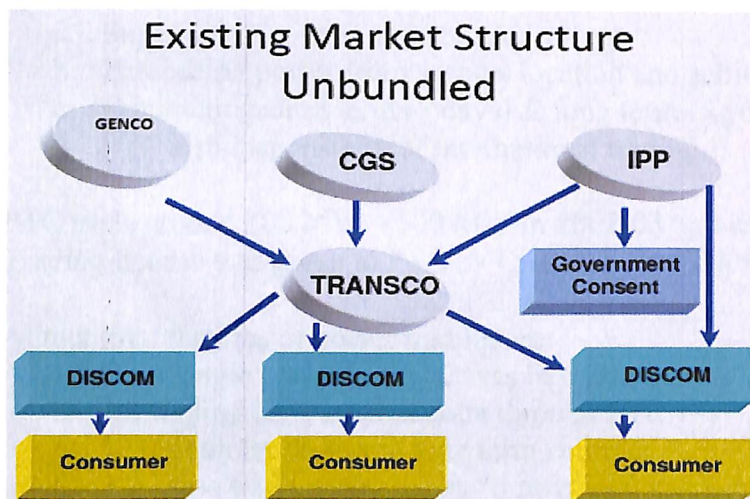 Existing Market Structure
Unbundled
GENCO
CGS
IPP
TRANSCO
Government
Consent
DISCOM
DISCOM
DISCOM
Consumer
Consumer
Consumer